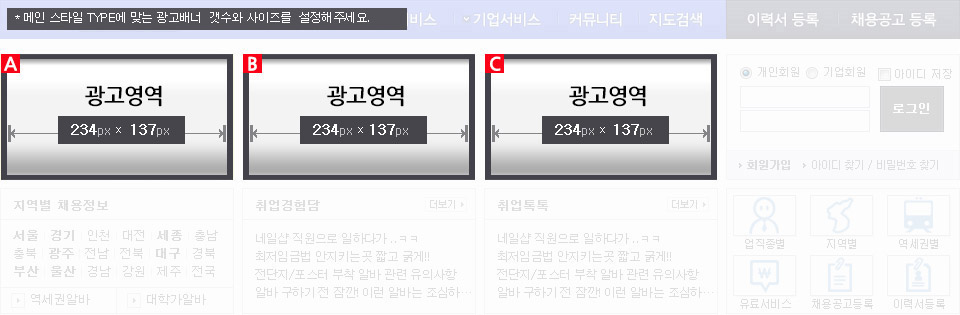 * 메인 스타일 TYPE에 맞는 광고배너 갯수와 사이즈를 설정해주세요.
비스 기업서비스 커뮤니티 지도검색 이력서 등록 채용공고 등록
A B C
광고영역 광고영역 광고영역
234px × 137px 234px × 137px 234px × 137px
개인회원 기업회원 아이디 저장
로그인
회원가입 아이디 찾기 / 비밀번호 찾기
지역별 채용정보
서울 경기 인천 대전 세종 충남
충북 광주 전남 전북 대구 경북
부산 울산 경남 강원 제주 전국
역세권알바 대학가알바
취업경험담 더보기
네일샵 직원으로 일하다가 ..ㅋㅋ
최저임금법 안지키는곳 짧고 굵게!!
전단지/포스터 부착 알바 관련 유의사항
알바 구하기 전 잠깐! 이런 알바는 조심하…
취업톡톡 더보기
네일샵 직원으로 일하다가 ..ㅋㅋ
최저임금법 안지키는곳 짧고 굵게!!
전단지/포스터 부착 알바 관련 유의사항
알바 구하기 전 잠깐! 이런 알바는 조심하…
업직종별 지역별 역세권별
유료서비스 채용공고등록 이력서등록